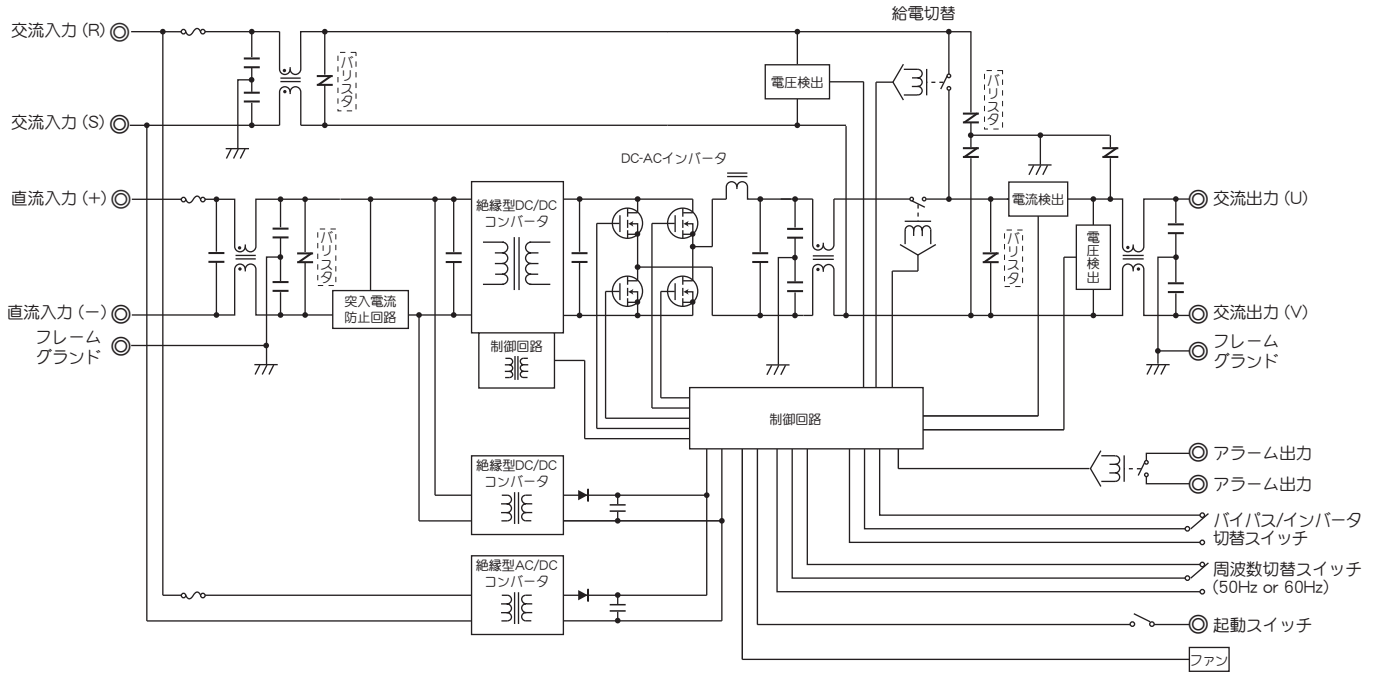 給電切替
交流入力 (R)
バリスタ
電圧検出
バリスタ
交流入力 (S)
DC-ACインバータ
直流入力 (+)
絶縁型DC/DC
コンバータ
電流検出
交流出力 (U)
バリスタ
バリスタ
電圧検出
突入電流
防止回路
直流入力 (−)
交流出力 (V)
フレーム
グランド
フレーム
グランド
制御回路
制御回路
アラーム出力
絶縁型DC/DC
コンバータ
アラーム出力
バイパス/インバータ
切替スイッチ
絶縁型AC/DC
コンバータ
周波数切替スイッチ
(50Hz or 60Hz)
起動スイッチ
ファン